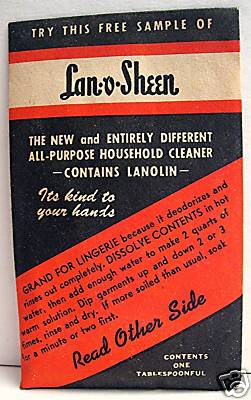 TRY THIS FREE SAMPLE OF
Lan-o-Sheen
THE NEW and ENTIRELY DIFFERENT
ALL-PURPOSE HOUSEHOLD CLEANER
—CONTAINS LANOLIN—
Its kind to
your hands
GRAND FOR LINGERIE because it deodorizes and
rinses out completely. DISSOLVE CONTENTS in hot
water, then add enough water to make 2 quarts of
warm solution. Dip garments up and down 2 or 3
times, rinse and dry. If more soiled than usual, soak
for a minute or two first.
Read Other Side
CONTENTS
ONE
TABLESPOONFUL